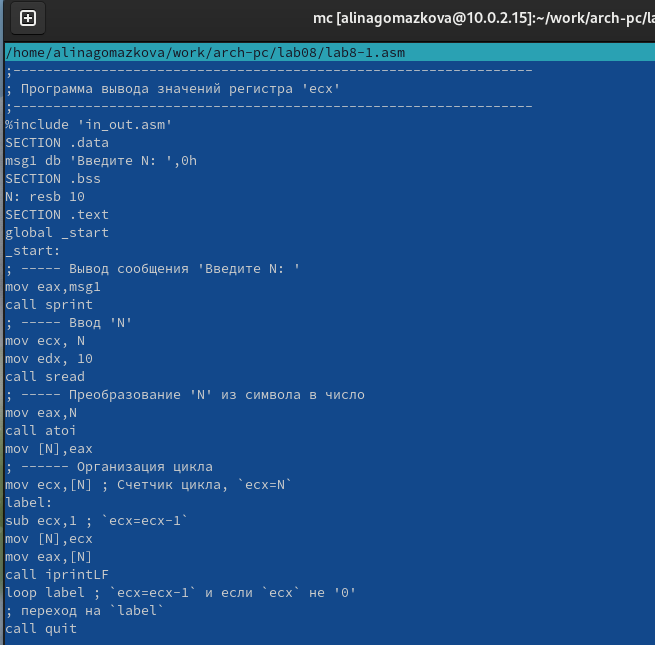 mc [alinagomazkova@10.0.2.15]:~/work/arch-pc/la
/home/alinagomazkova/work/arch-pc/lab08/lab8-1.asm
;-----------------------------------------------------------------
; Программа вывода значений регистра 'ecx'
;-----------------------------------------------------------------
%include 'in_out.asm'
SECTION .data
msg1 db 'Введите N: ',0h
SECTION .bss
N: resb 10
SECTION .text
global _start
_start:
; ----- Вывод сообщения 'Введите N: '
mov eax,msg1
call sprint
; ----- Ввод 'N'
mov ecx, N
mov edx, 10
call sread
; ----- Преобразование 'N' из символа в число
mov eax,N
call atoi
mov [N],eax
; ------ Организация цикла
mov ecx,[N] ; Счетчик цикла, `ecx=N`
label:
sub ecx,1 ; `ecx=ecx-1`
mov [N],ecx
mov eax,[N]
call iprintLF
loop label ; `ecx=ecx-1` и если `ecx` не '0'
; переход на `label`
call quit